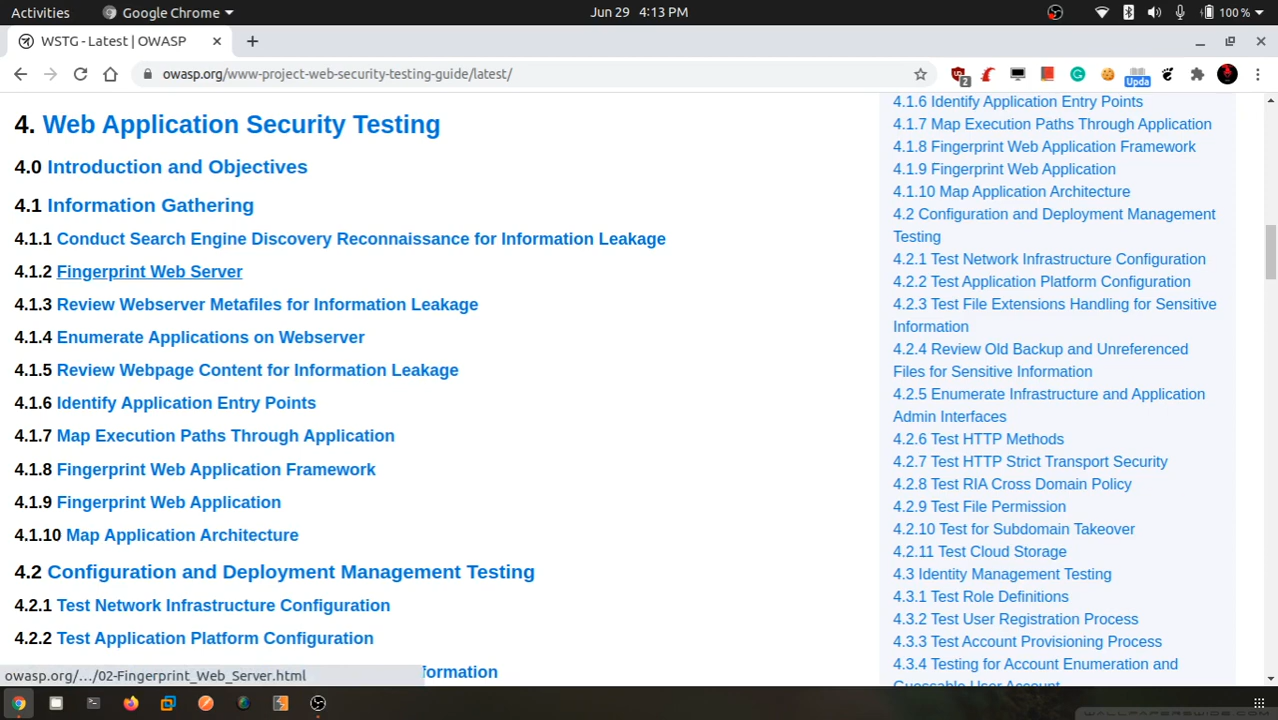 Activities
Google Chrome
Jun 29 4:13 PM
100 %
WSTG - Latest | OWASP
owasp.org/www-project-web-security-testing-guide/latest/
2
Upda
4. Web Application Security Testing
4.0 Introduction and Objectives
4.1 Information Gathering
4.1.1 Conduct Search Engine Discovery Reconnaissance for Information Leakage
4.1.2 Fingerprint Web Server
4.1.3 Review Webserver Metafiles for Information Leakage
4.1.4 Enumerate Applications on Webserver
4.1.5 Review Webpage Content for Information Leakage
4.1.6 Identify Application Entry Points
4.1.7 Map Execution Paths Through Application
4.1.8 Fingerprint Web Application Framework
4.1.9 Fingerprint Web Application
4.1.10 Map Application Architecture
4.2 Configuration and Deployment Management Testing
4.2.1 Test Network Infrastructure Configuration
4.2.2 Test Application Platform Configuration
formation
owasp.org/.../02-Fingerprint_Web_Server.html
4.1.6 Identify Application Entry Points
4.1.7 Map Execution Paths Through Application
4.1.8 Fingerprint Web Application Framework
4.1.9 Fingerprint Web Application
4.1.10 Map Application Architecture
4.2 Configuration and Deployment Management
Testing
4.2.1 Test Network Infrastructure Configuration
4.2.2 Test Application Platform Configuration
4.2.3 Test File Extensions Handling for Sensitive
Information
4.2.4 Review Old Backup and Unreferenced
Files for Sensitive Information
4.2.5 Enumerate Infrastructure and Application
Admin Interfaces
4.2.6 Test HTTP Methods
4.2.7 Test HTTP Strict Transport Security
4.2.8 Test RIA Cross Domain Policy
4.2.9 Test File Permission
4.2.10 Test for Subdomain Takeover
4.2.11 Test Cloud Storage
4.3 Identity Management Testing
4.3.1 Test Role Definitions
4.3.2 Test User Registration Process
4.3.3 Test Account Provisioning Process
4.3.4 Testing for Account Enumeration and
Guessable User Account